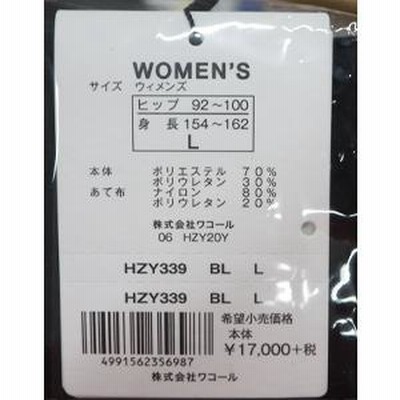 WOMEN'S
サイズ ウィメンズ
ヒップ 92～100
身長 154～162
L
本体 ポリエステル 70%
ポリウレタン 30%
あて布 ナイロン 80%
ポリウレタン 20%
株式会社ワコール
06 HZY20Y
HZY339 BL L
HZY339 BL L
希望小売価格
本体
¥17,000+税
4991562356987
株式会社ワコール